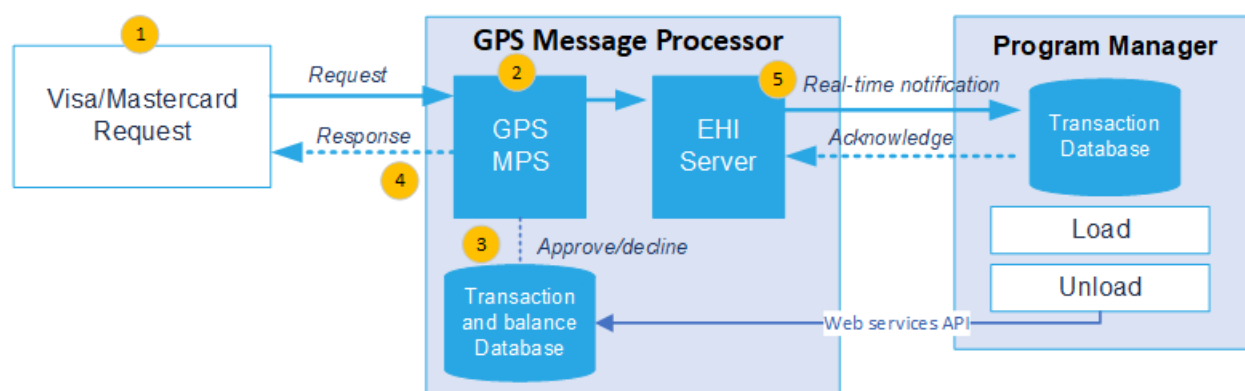 1
Visa/Mastercard
Request
Request
Response
4
GPS Message Processor
2
GPS
MPS
5
EHI
Server
3
Approve/decline
Transaction
and balance
Database
Real-time notification
Acknowledge
Program Manager
Transaction
Database
Load
Unload
Web services API